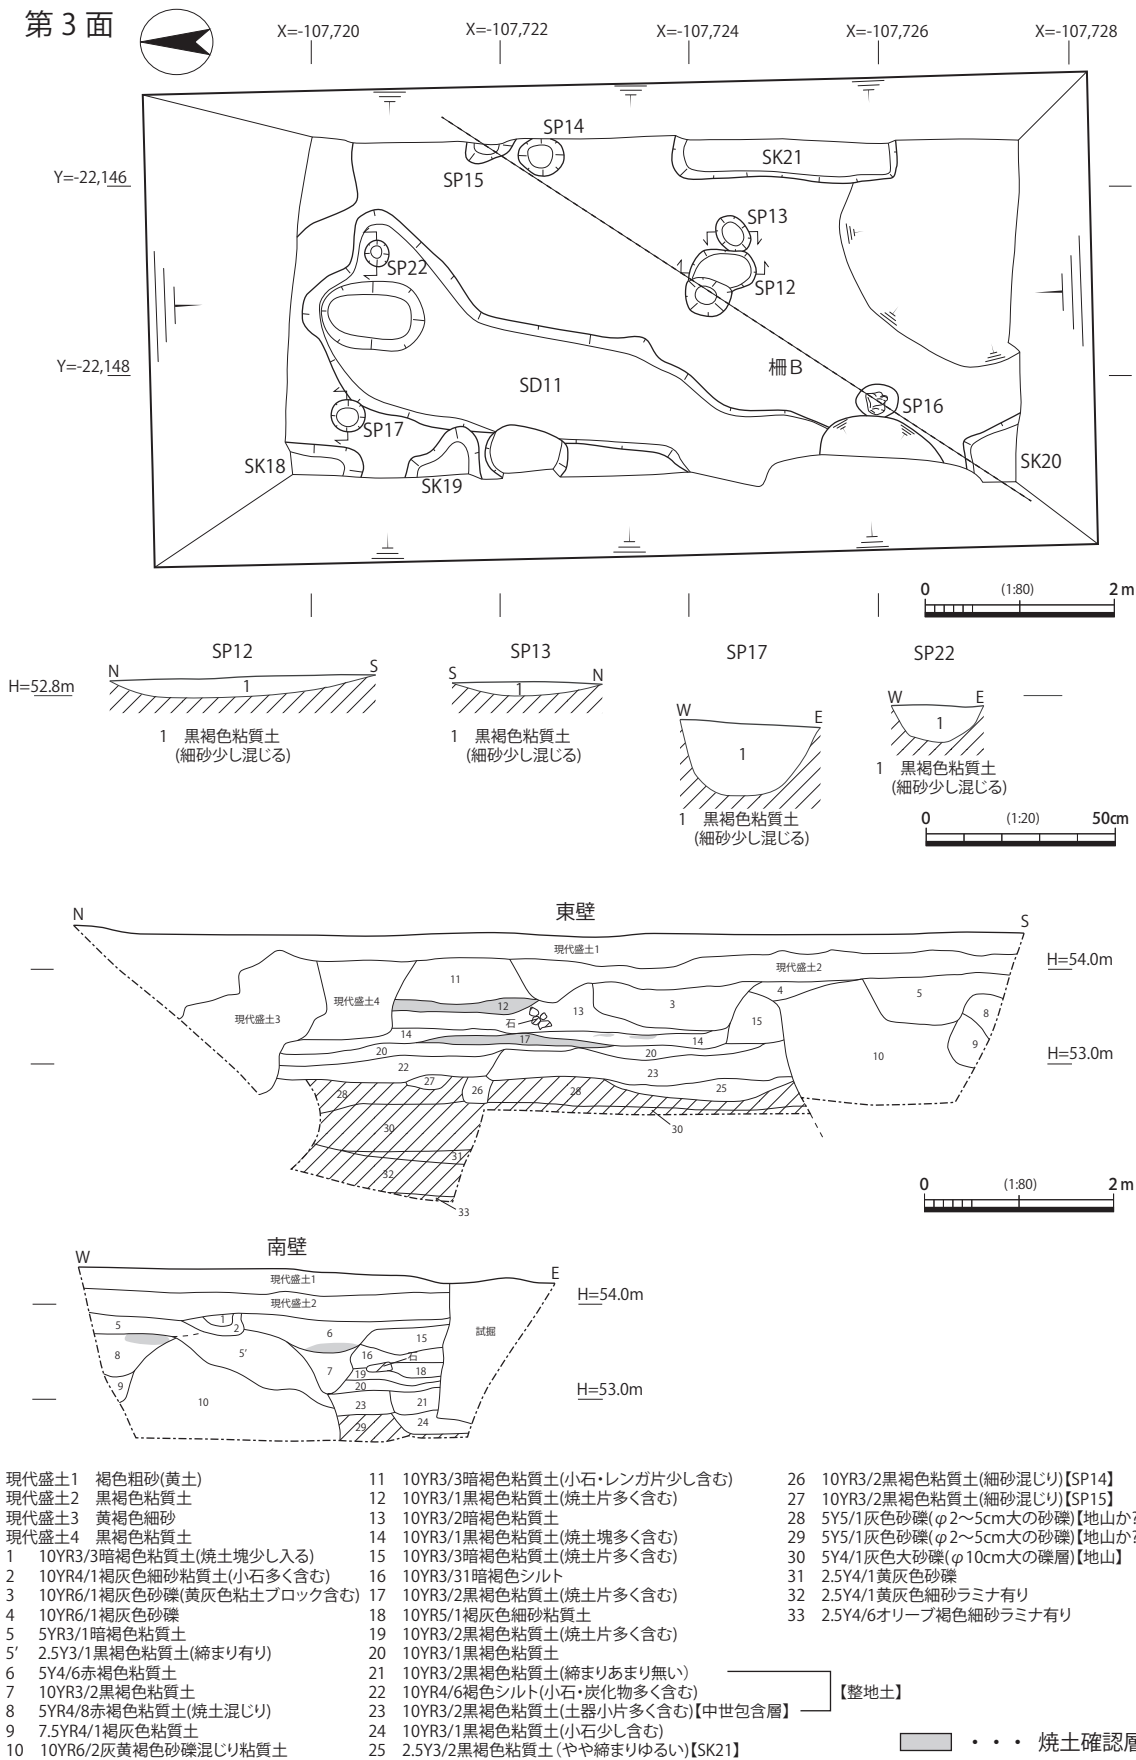 第３面
X=-107,720
X=-107,722
X=-107,724
X=-107,726
X=-107,728
Y=-22,146
Y=-22,148
SP14
SP15
SK21
SP13
SP22
SP12
柵B
SD11
SP16
SP17
SK18
SK19
SK20
0 (1:80) 2 m
SP12
SP13
SP17
SP22
H=52.8m
N S
1
S N
1
W E
1
W E
1
1 黒褐色粘質土
(細砂少し混じる)
1 黒褐色粘質土
(細砂少し混じる)
1 黒褐色粘質土
(細砂少し混じる)
1 黒褐色粘質土
(細砂少し混じる)
0 (1:20) 50cm
東壁
N S
現代盛土1
現代盛土2
現代盛土3
現代盛土4
H=54.0m
H=53.0m
11
12
石
13
3
4
5
15
8
9
10
14
17
14
20
20
22
23
27
26
28
28
25
30
30
31
32
33
0 (1:80) 2 m
南壁
W E
現代盛土1
現代盛土2
H=54.0m
H=53.0m
試掘
1
2
5
5′
6
15
16
石
8
7
19
18
20
9
10
23
21
29
24
現代盛土1 褐色粗砂(黄土)
現代盛土2 黒褐色粘質土
現代盛土3 黄褐色細砂
現代盛土4 黒褐色粘質土
1 10YR3/3暗褐色粘質土(焼土塊少し入る)
2 10YR4/1褐灰色細砂粘質土(小石多く含む)
3 10YR6/1褐灰色砂礫(黄灰色粘土ブロック含む)
4 10YR6/1褐灰色砂礫
5 5YR3/1暗褐色粘質土
5′ 2.5Y3/1黒褐色粘質土(締まり有り)
6 5Y4/6赤褐色粘質土
7 10YR3/2黒褐色粘質土
8 5YR4/8赤褐色粘質土(焼土混じり)
9 7.5YR4/1褐灰色粘質土
10 10YR6/2灰黄褐色砂礫混じり粘質土
11 10YR3/3暗褐色粘質土(小石・レンガ片少し含む)
12 10YR3/1黒褐色粘質土(焼土片多く含む)
13 10YR3/2暗褐色粘質土
14 10YR3/1黒褐色粘質土(焼土塊多く含む)
15 10YR3/3暗褐色粘質土(焼土片多く含む)
16 10YR3/31暗褐色シルト
17 10YR3/2黒褐色粘質土(焼土片多く含む)
18 10YR5/1褐灰色細砂粘質土
19 10YR3/2黒褐色粘質土(焼土片多く含む)
20 10YR3/1黒褐色粘質土
21 10YR3/2黒褐色粘質土(締まりあまり無い)
22 10YR4/6褐色シルト(小石・炭化物多く含む)
23 10YR3/2黒褐色粘質土(土器小片多く含む)【中世包含層】
24 10YR3/1黒褐色粘質土(小石少し含む)
25 2.5Y3/2黒褐色粘質土(やや締まりゆるい)【SK21】
【整地土】
26 10YR3/2黒褐色粘質土(細砂混じり)【SP14】
27 10YR3/2黒褐色粘質土(細砂混じり)【SP15】
28 5Y5/1灰色砂礫(φ2〜5cm大の砂礫)【地山か?
29 5Y5/1灰色砂礫(φ2〜5cm大の砂礫)【地山か?
30 5Y4/1灰色大砂礫(φ10cm大の礫層)【地山】
31 2.5Y4/1黄灰色砂礫
32 2.5Y4/1黄灰色細砂ラミナ有り
33 2.5Y4/6オリーブ褐色細砂ラミナ有り
・・・ 焼土確認層